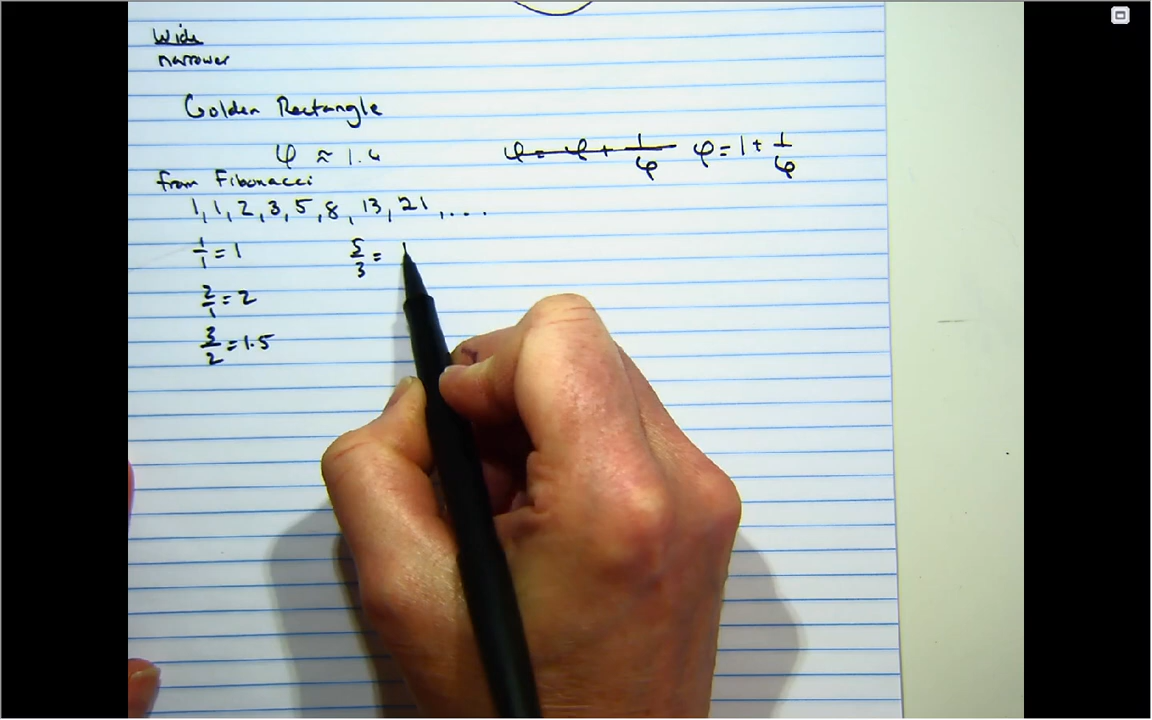 Wide
narrower
Golden Rectangle
φ ≈ 1.6
φ = φ + 1/φ φ = 1 + 1/φ
from Fibonacci
1, 1, 2, 3, 5, 8, 13, 21, ...
1/1 = 1
5/3 = 1
2/1 = 2
3/2 = 1.5